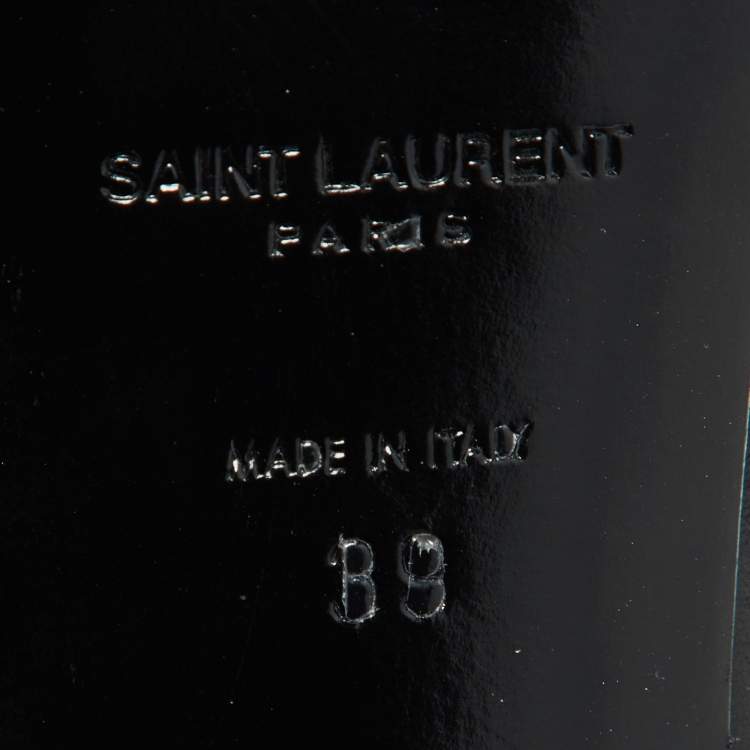 SAINT LAURENT
PARIS
MADE IN ITALY
39